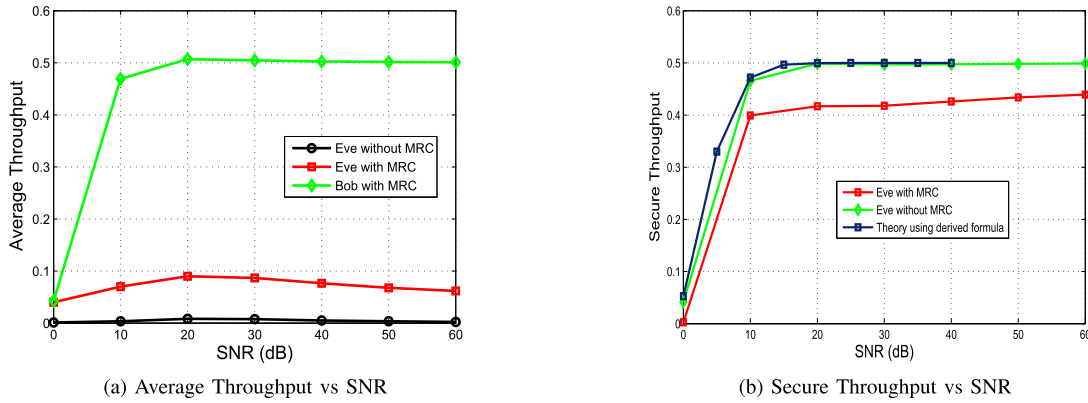 0.6
0.5
0.4
0.3
0.2
0.1
0
0
10
20
30
40
50
60
Average Throughput
SNR (dB)
Eve without MRC
Eve with MRC
Bob with MRC
(a) Average Throughput vs SNR
0.6
0.5
0.4
0.3
0.2
0.1
0
0
10
20
30
40
50
60
Secure Throughput
SNR (dB)
Eve with MRC
Eve without MRC
Theory using derived formula
(b) Secure Throughput vs SNR